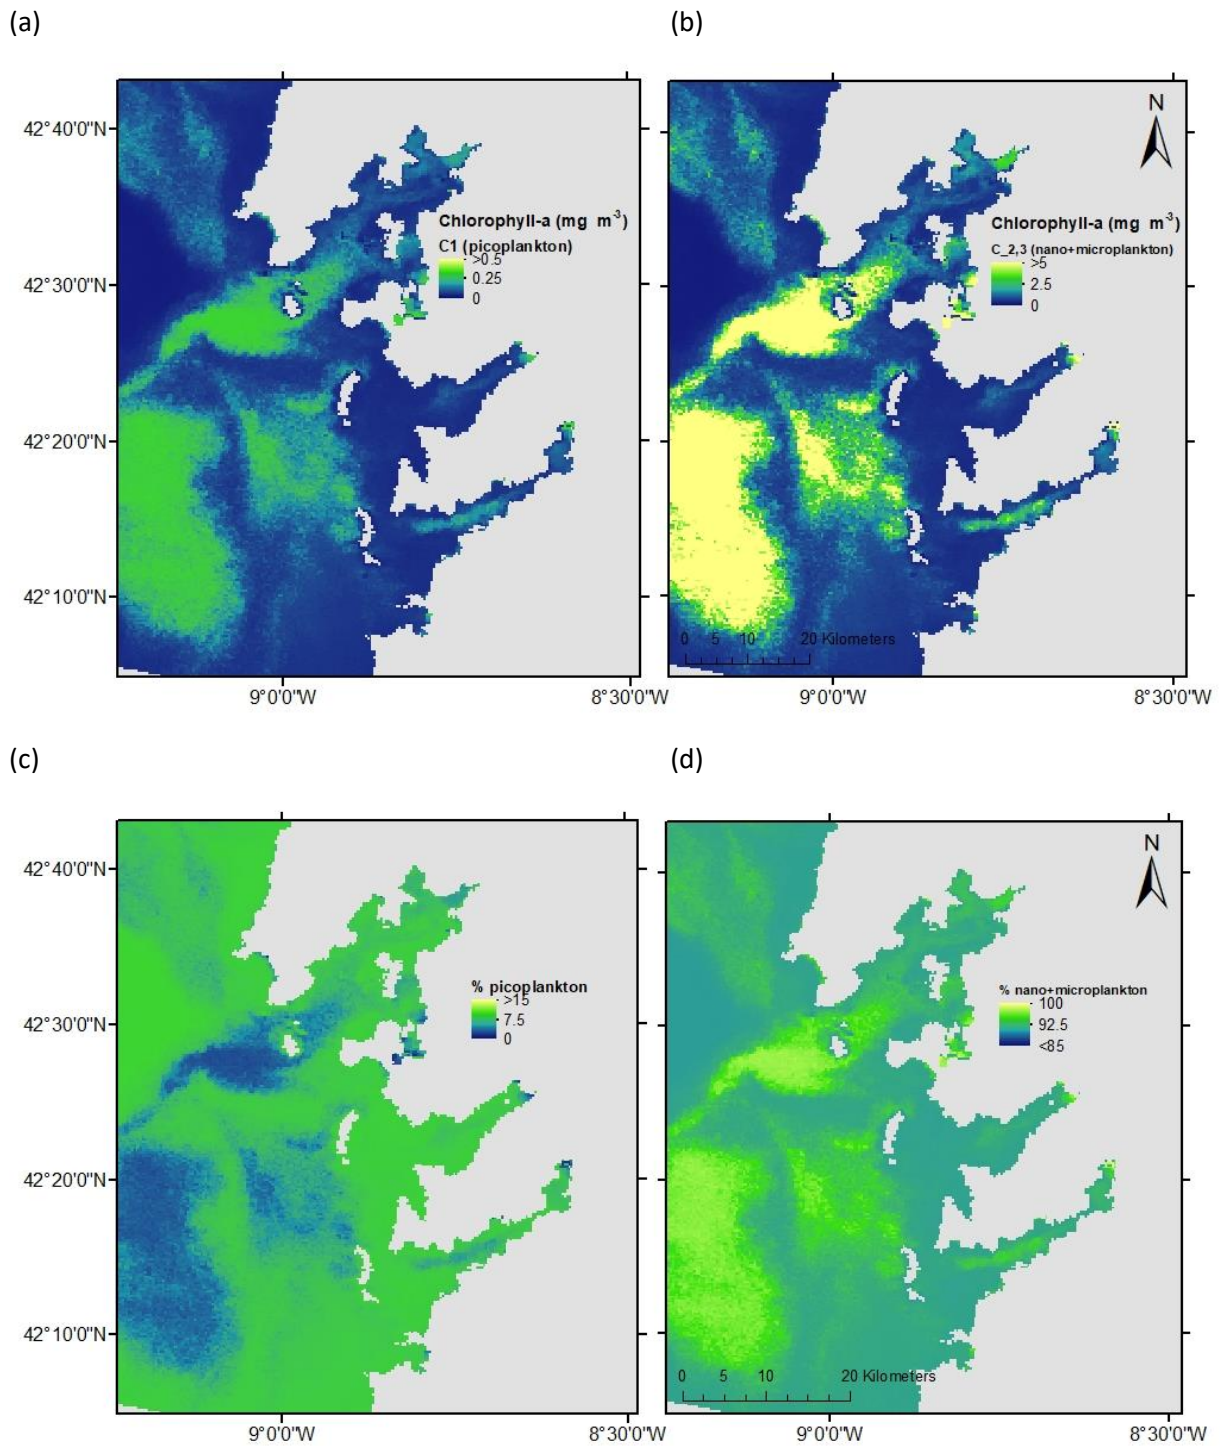 (a)
(b)
42°40'0"N
42°30'0"N
42°20'0"N
42°10'0"N
Chlorophyll-a (mg m-3)
C1 (picoplankton)
>0.5
0.25
0
9°0'0"W
8°30'0"W
N
Chlorophyll-a (mg m-3)
C_2,3 (nano+microplankton)
>5
2.5
0
0 5 10 20 Kilometers
9°0'0"W
8°30'0"W
(c)
(d)
42°40'0"N
42°30'0"N
42°20'0"N
42°10'0"N
% picoplankton
>15
7.5
0
9°0'0"W
8°30'0"W
N
% nano+microplankton
100
92.5
<85
0 5 10 20 Kilometers
9°0'0"W
8°30'0"W